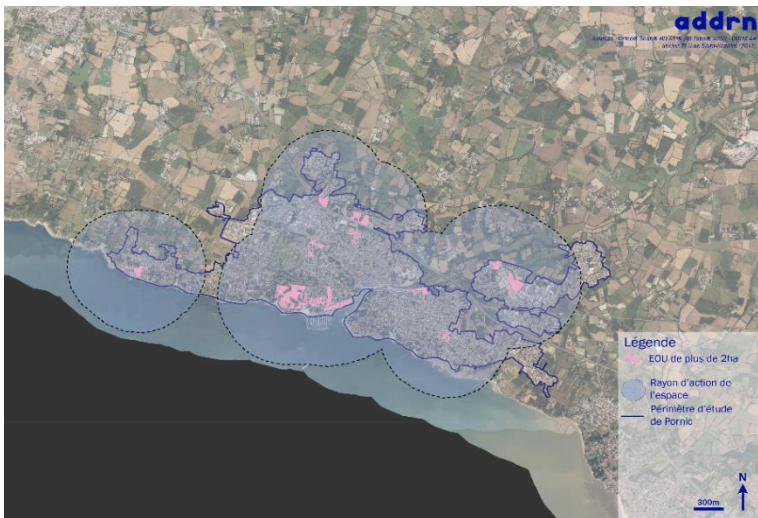 addrn
Légende
EOU de plus de 2ha
Rayon d'action de
l'espace
Périmètre d'étude
de Pornic
300m
N